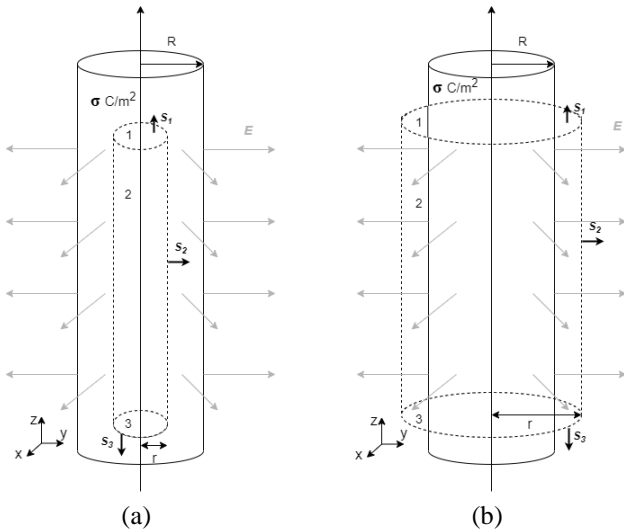 R
σ C/m²
1
S₁
E
2
S₂
3
S₃
r
z
y
x
(a)
R
σ C/m²
1
S₁
E
2
S₂
3
S₃
r
z
y
x
(b)